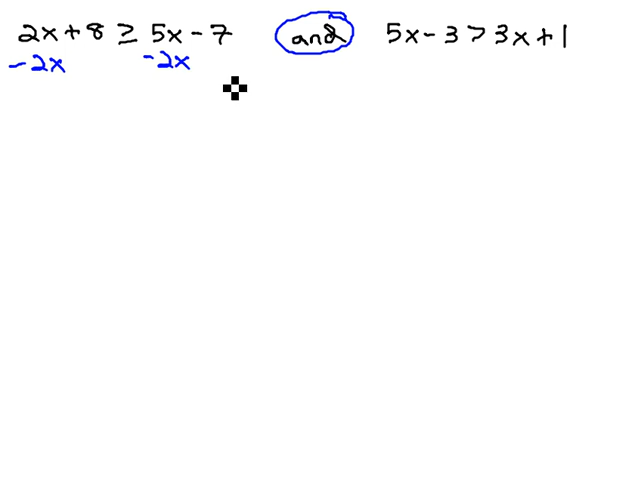 2x + 8 ≥ 5x - 7 and 5x - 3 > 3x + 1
-2x -2x